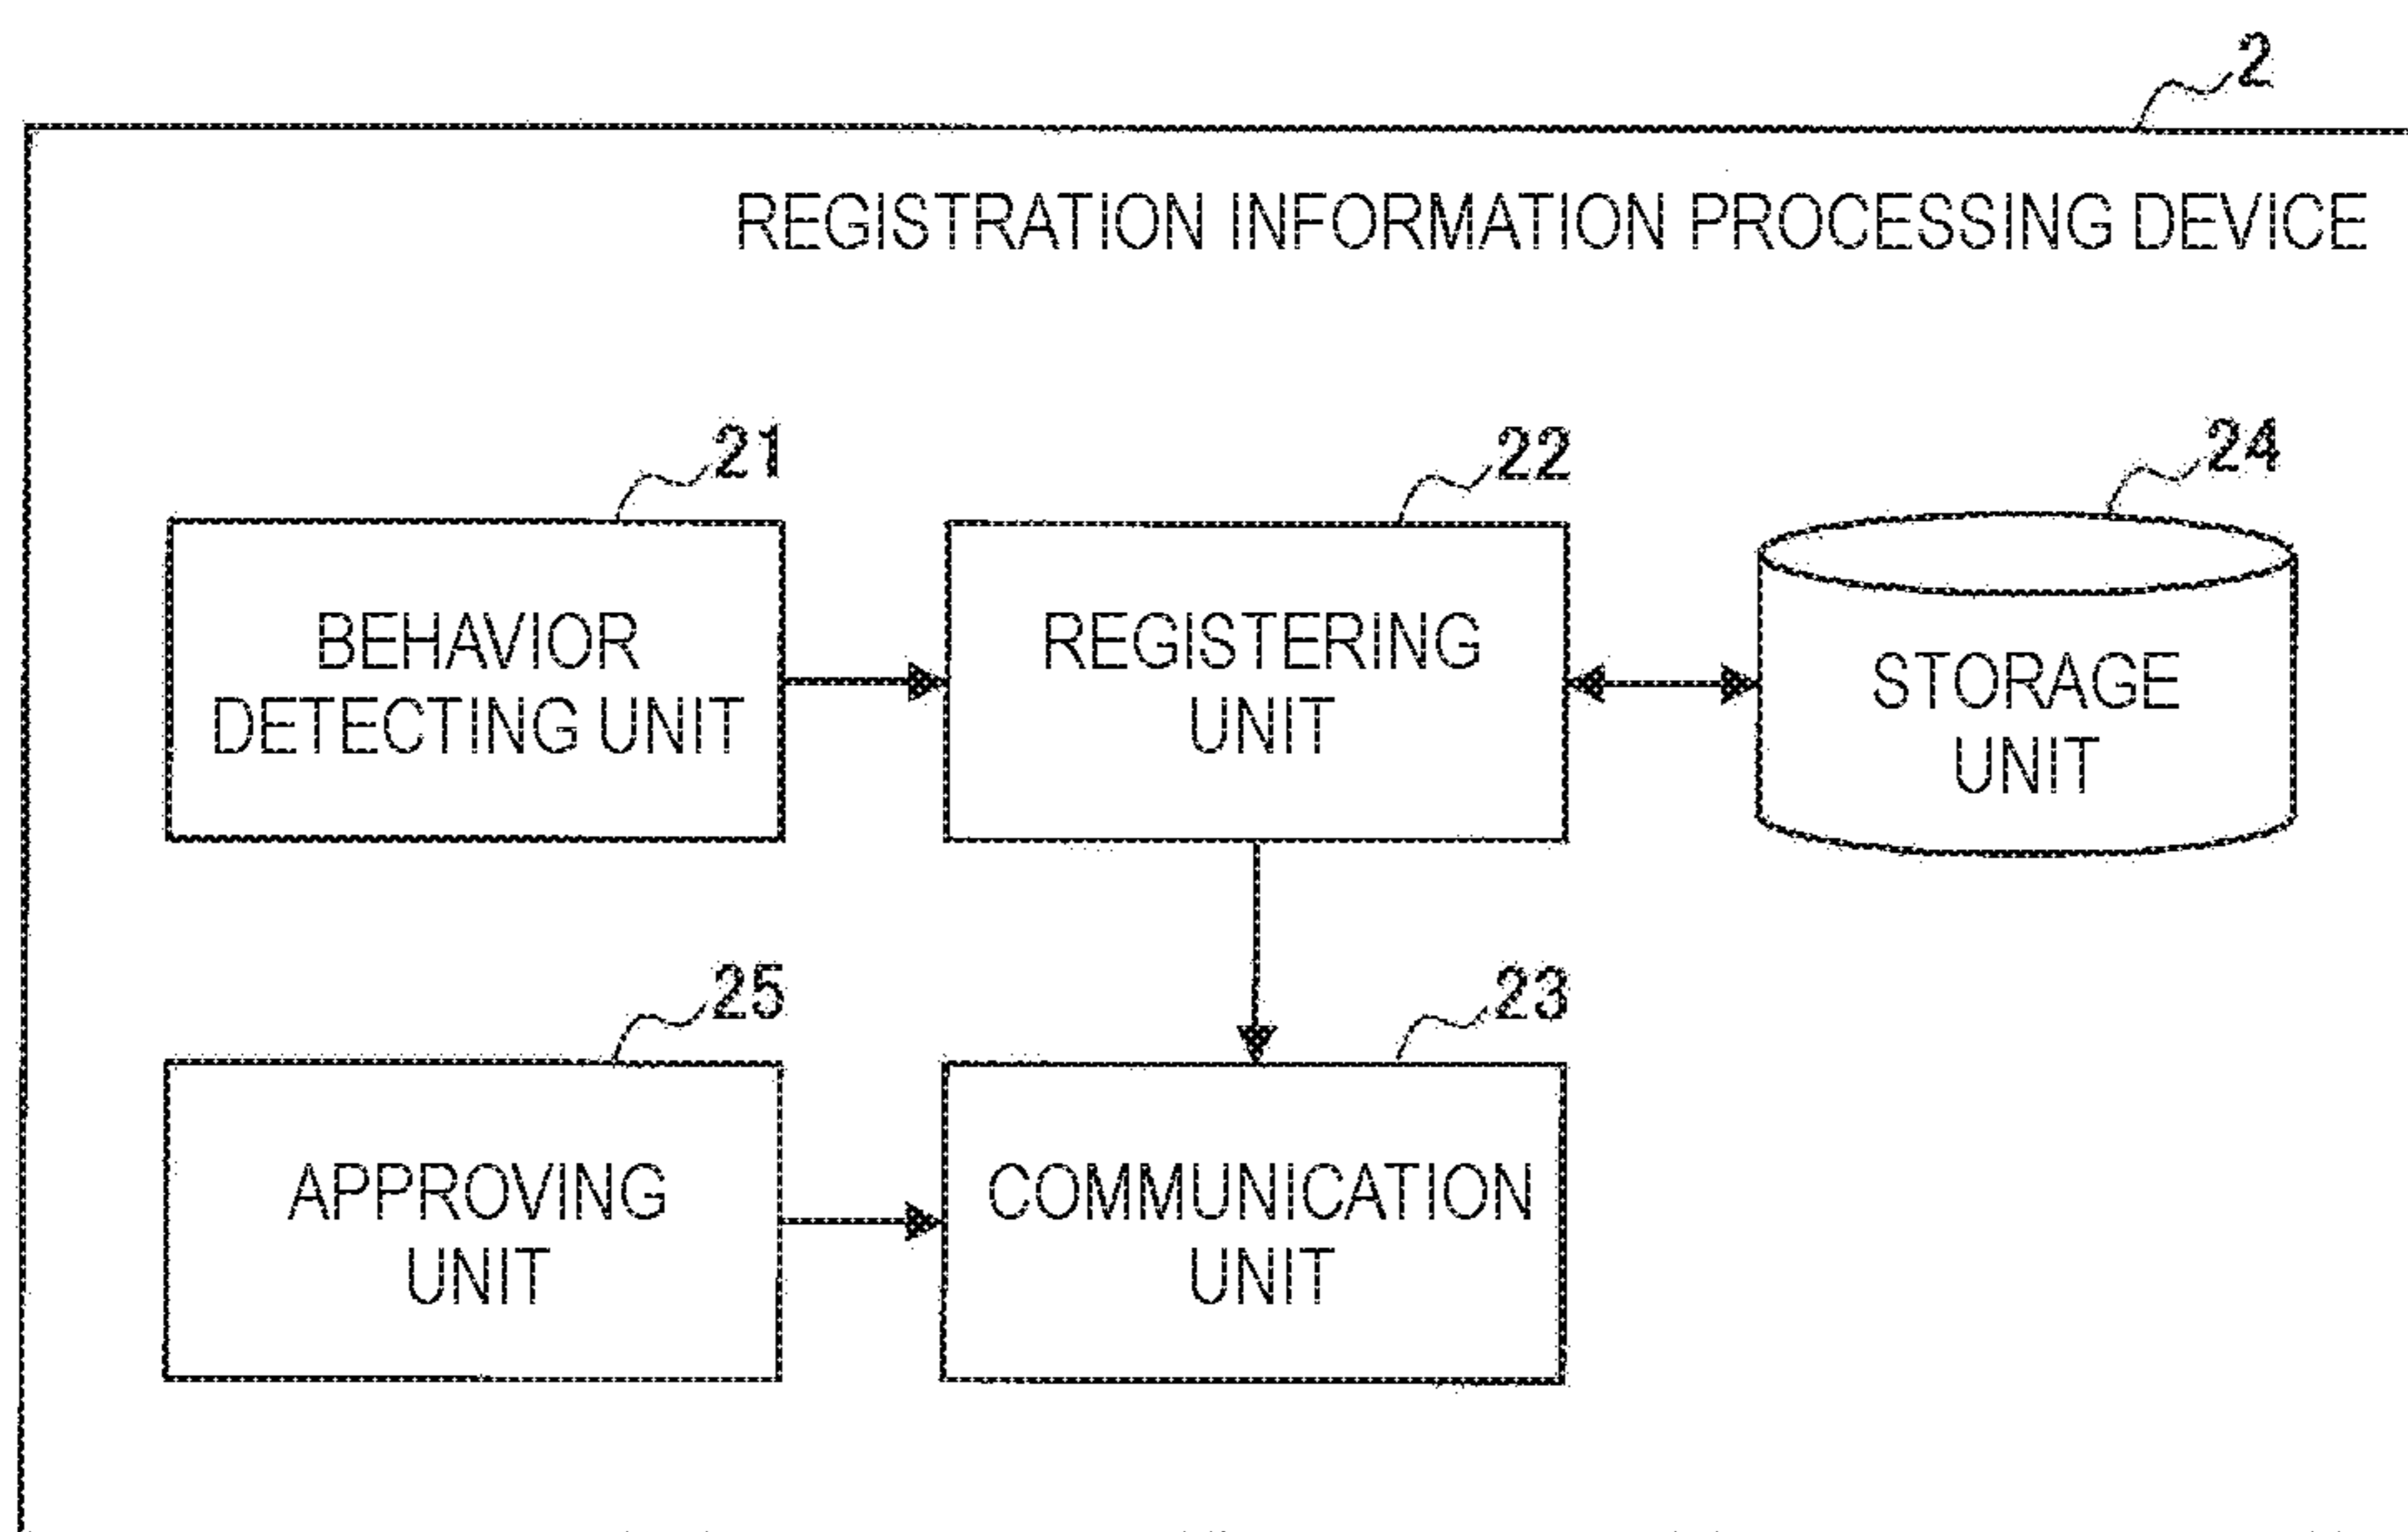 2
REGISTRATION INFORMATION PROCESSING DEVICE
21
22
24
BEHAVIOR
DETECTING UNIT
REGISTERING
UNIT
STORAGE
UNIT
25
23
APPROVING
UNIT
COMMUNICATION
UNIT